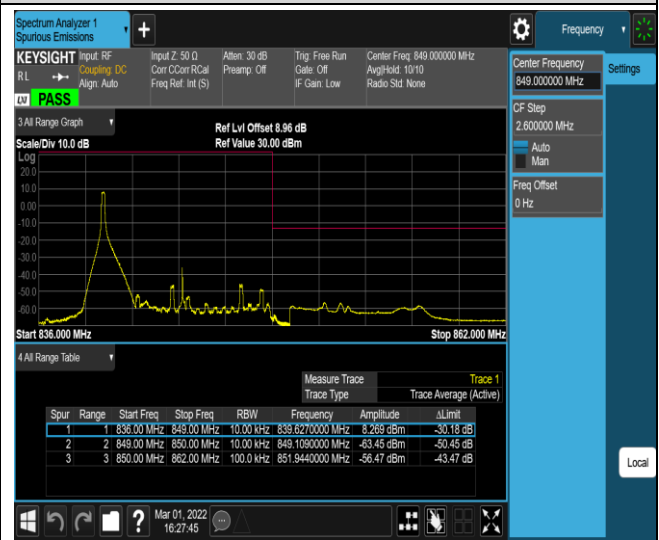 Spectrum Analyzer 1
Spurious Emissions
+
Frequency
KEYSIGHT
RL
Input: RF
Coupling: DC
Align: Auto
Input Z: 50 Ω
Corr CCorr RCal
Freq Ref: Int (S)
Atten: 30 dB
Preamp: Off
Trig: Free Run
Gate: Off
IF Gain: Low
Center Freq: 849.000000 MHz
Avg|Hold: 10/10
Radio Std: None
LXI PASS
Center Frequency
849.000000 MHz
Settings
CF Step
2.600000 MHz
Auto
Man
Freq Offset
0 Hz
3 All Range Graph
Ref Lvl Offset 8.96 dB
Scale/Div 10.0 dB
Ref Value 30.00 dBm
Log
20.0
10.0
0.00
-10.0
-20.0
-30.0
-40.0
-50.0
-60.0
Start 836.000 MHz
Stop 862.000 MHz
4 All Range Table
Measure Trace Trace 1
Trace Type Trace Average (Active)
Spur Range Start Freq Stop Freq RBW Frequency Amplitude ΔLimit
1 1 836.00 MHz 849.00 MHz 10.00 kHz 839.6270000 MHz 8.269 dBm -30.18 dB
2 2 849.00 MHz 850.00 MHz 10.00 kHz 849.1090000 MHz -63.45 dBm -50.45 dB
3 3 850.00 MHz 862.00 MHz 100.0 kHz 851.9440000 MHz -56.47 dBm -43.47 dB
Local
?
Mar 01, 2022
16:27:45